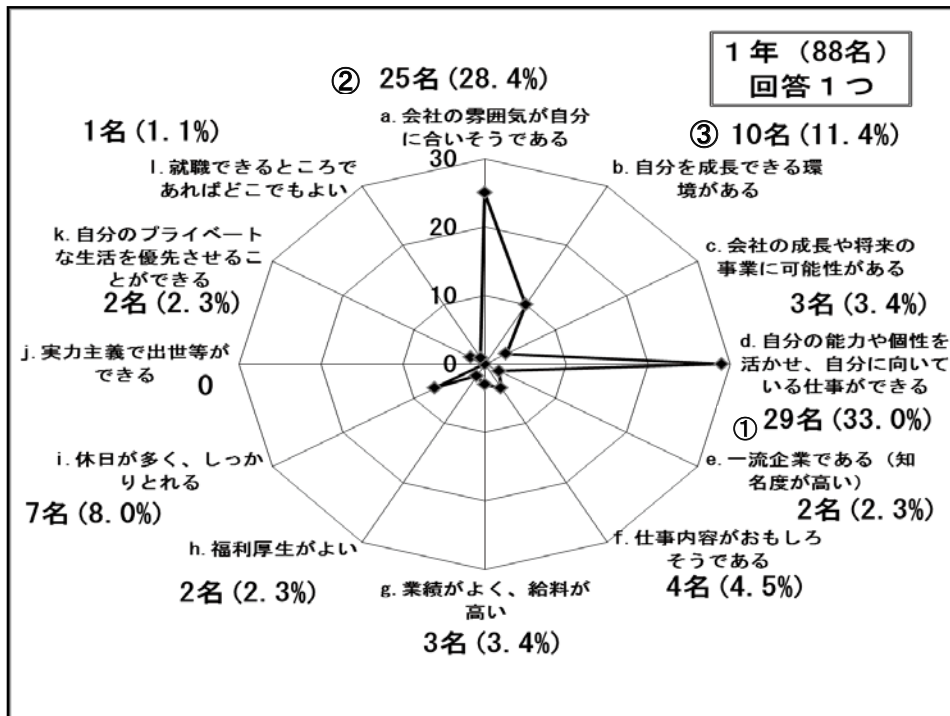 １年（88名）
回答１つ
② 25名(28.4%)
a.会社の雰囲気が自分
に合いそうである
③ 10名(11.4%)
b.自分を成長できる環
境がある
c.会社の成長や将来の
事業に可能性がある
3名(3.4%)
d.自分の能力や個性を
活かせ、自分に向いて
いる仕事ができる
① 29名(33.0%)
e.一流企業である（知
名度が高い）
2名(2.3%)
f.仕事内容がおもしろ
そうである
4名(4.5%)
g.業績がよく、給料が
高い
3名(3.4%)
h.福利厚生がよい
2名(2.3%)
i.休日が多く、しっか
りとれる
7名(8.0%)
j.実力主義で出世等が
できる
0
k.自分のプライベート
な生活を優先させるこ
とができる
2名(2.3%)
1名(1.1%)
l.就職できるところで
あればどこでもよい
30
20
10
0